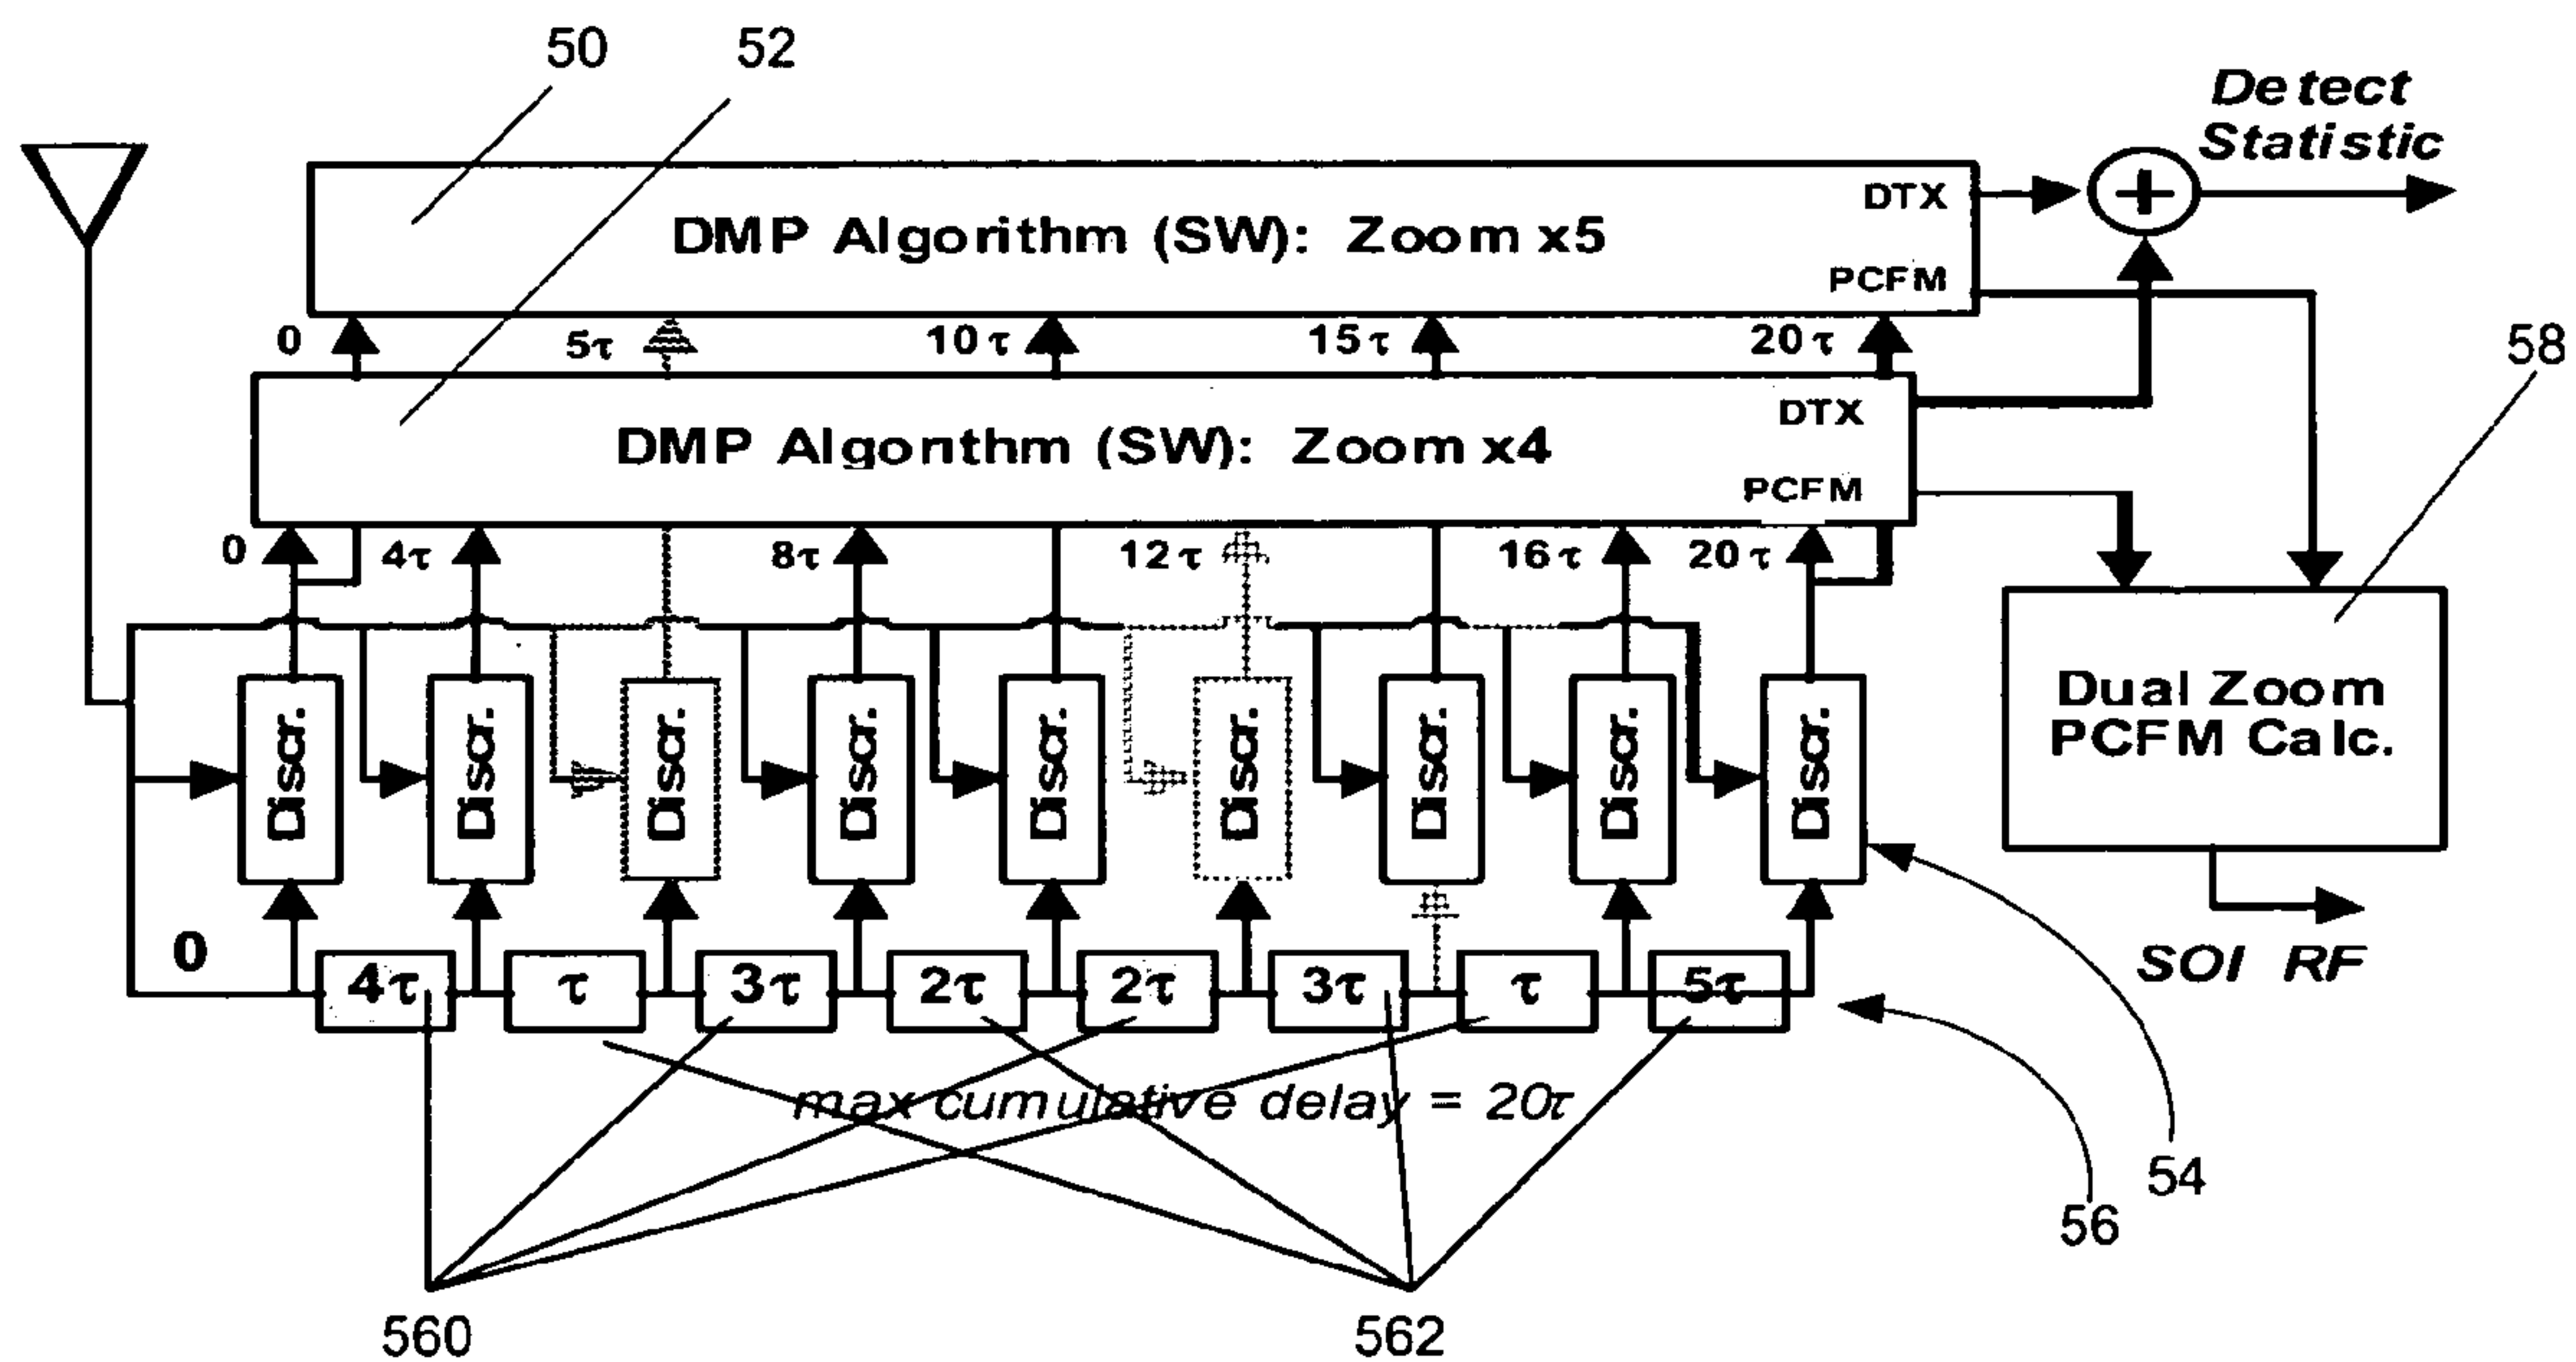 50
52
Detect
Statistic
DTX
DMP Algorithm (SW): Zoom x5
PCFM
0
5τ
10τ
15τ
20τ
58
DTX
DMP Algorithm (SW): Zoom x4
PCFM
0
4τ
8τ
12τ
16τ
20τ
Discr.
Discr.
Discr.
Discr.
Discr.
Discr.
Discr.
Discr.
Discr.
Dual Zoom
PCFM Calc.
0
4τ
τ
3τ
2τ
2τ
3τ
τ
5τ
SOI RF
max cumulative delay = 20τ
54
56
560
562